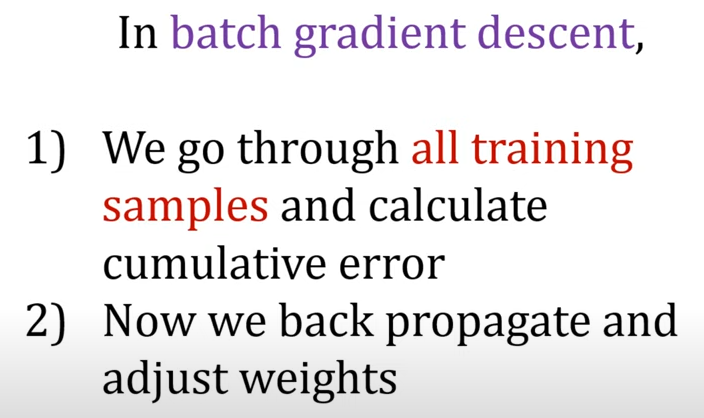 In batch gradient descent,
1) We go through all training
samples and calculate
cumulative error
2) Now we back propagate and
adjust weights